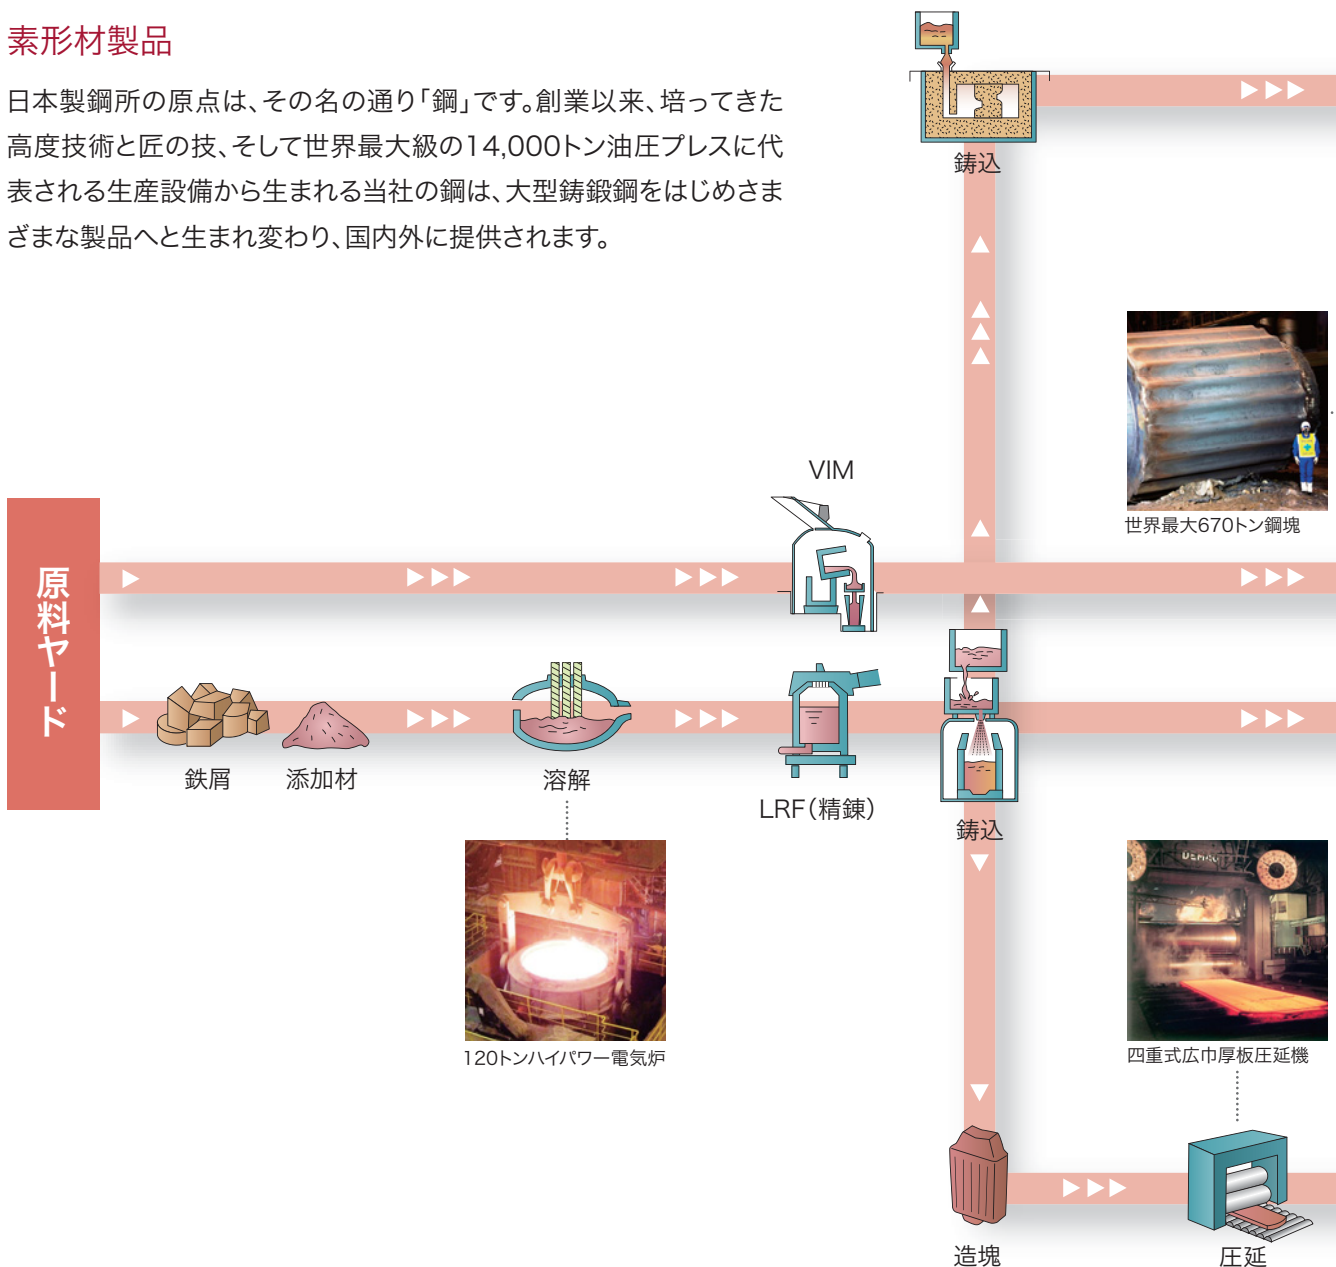 素形材製品
日本製鋼所の原点は、その名の通り「鋼」です。創業以来、培ってきた
高度技術と匠の技、そして世界最大級の14,000トン油圧プレスに代
表される生産設備から生まれる当社の鋼は、大型鋳鍛鋼をはじめさま
ざまな製品へと生まれ変わり、国内外に提供されます。
鋳込
世界最大670トン鋼塊
VIM
原料ヤード
鉄屑
添加材
溶解
LRF(精錬)
鋳込
120トンハイパワー電気炉
DEMAG
四重式広巾厚板圧延機
造塊
圧延